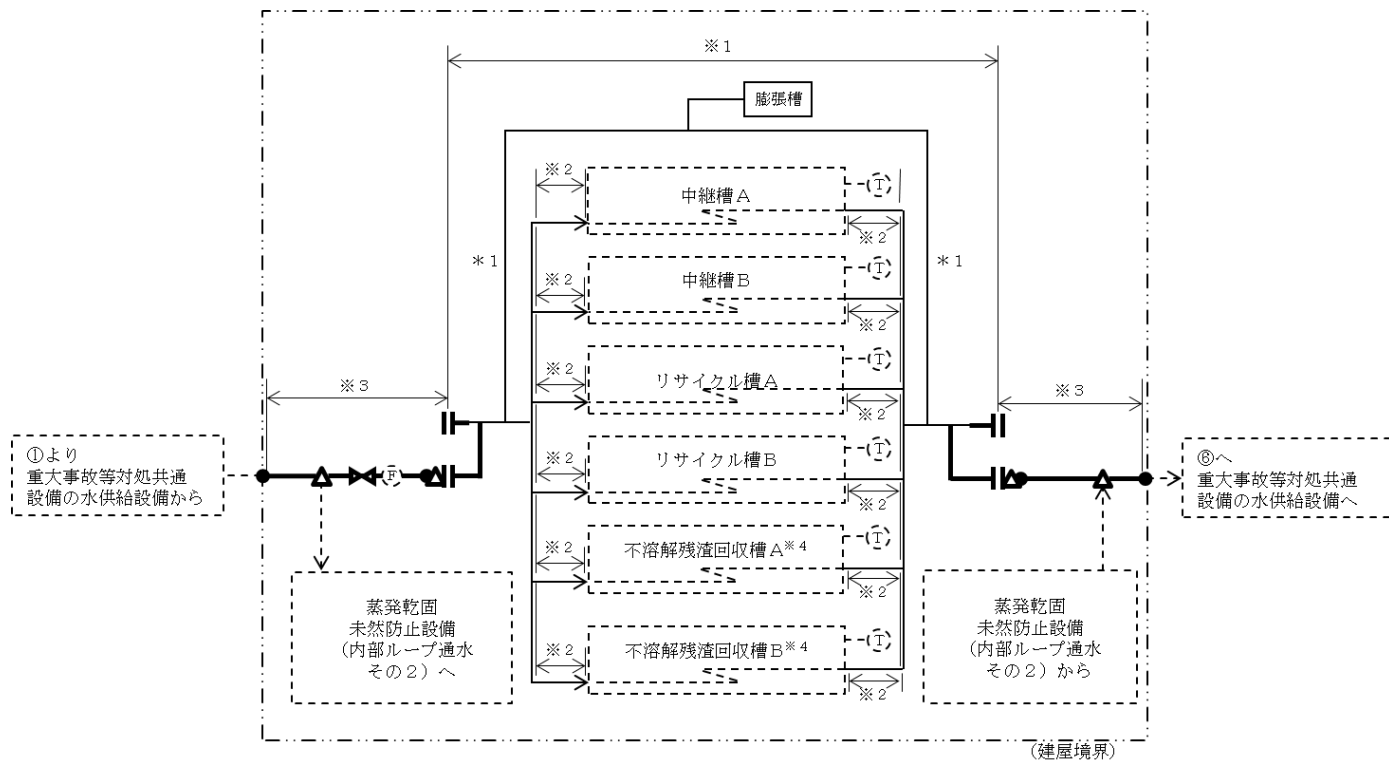 ※1
膨張槽
※2
中継槽A
T
※2
*1
*1
※2
中継槽B
T
※2
※2
リサイクル槽A
T
※2
※3
※3
※2
リサイクル槽B
T
※2
①より
重大事故等対処共通
設備の水供給設備から
F
⑥へ
重大事故等対処共通
設備の水供給設備へ
※2
不溶解残渣回収槽A※4
T
※2
蒸発乾固
未然防止設備
(内部ループ通水
その2)へ
蒸発乾固
未然防止設備
(内部ループ通水
その2)から
※2
不溶解残渣回収槽B※4
T
※2
(建屋境界)